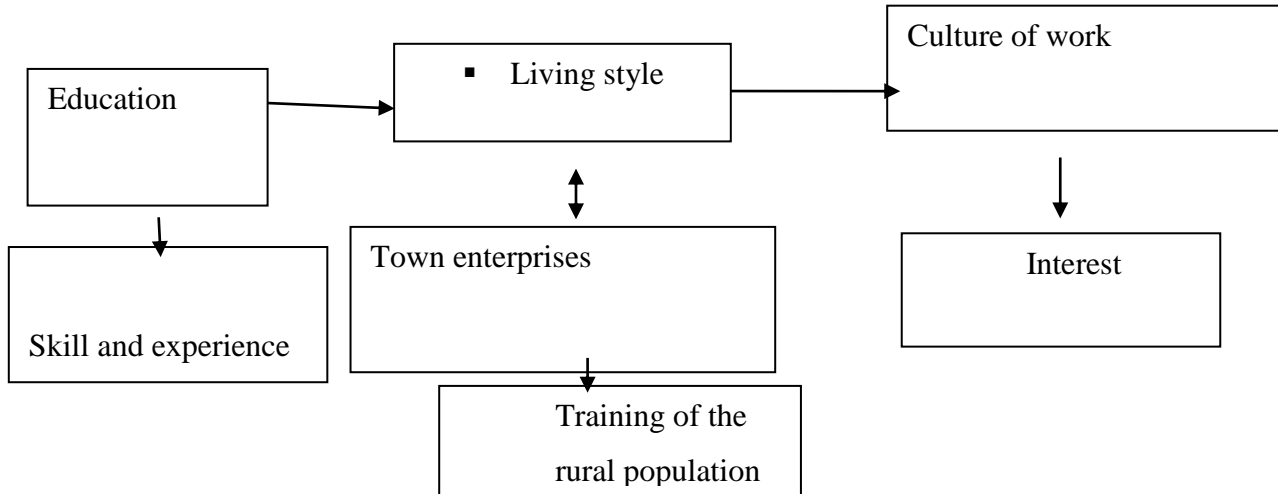 Education
▪ Living style
Culture of work
Skill and experience
Town enterprises
Interest
Training of the
rural population